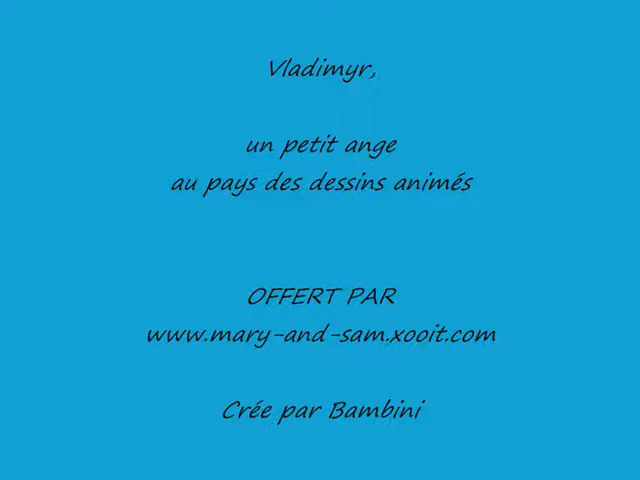 Vladimyr,
un petit ange
au pays des dessins animés
OFFERT PAR
www.mary-and-sam.xooit.com
Crée par Bambini